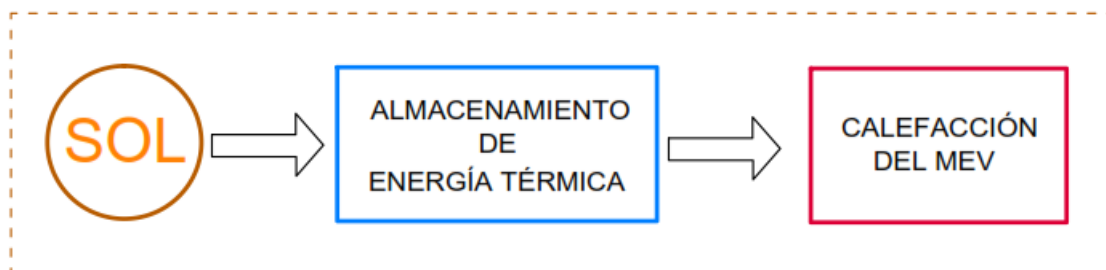 SOL
ALMACENAMIENTO
DE
ENERGÍA TÉRMICA
CALEFACCIÓN
DEL MEV